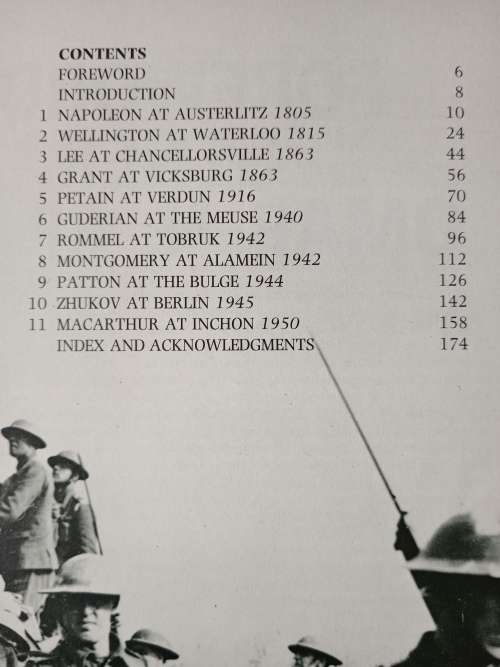 CONTENTS
FOREWORD 6
INTRODUCTION 8
1 NAPOLEON AT AUSTERLITZ 1805 10
2 WELLINGTON AT WATERLOO 1815 24
3 LEE AT CHANCELLORSVILLE 1863 44
4 GRANT AT VICKSBURG 1863 56
5 PETAIN AT VERDUN 1916 70
6 GUDERIAN AT THE MEUSE 1940 84
7 ROMMEL AT TOBRUK 1942 96
8 MONTGOMERY AT ALAMEIN 1942 112
9 PATTON AT THE BULGE 1944 126
10 ZHUKOV AT BERLIN 1945 142
11 MACARTHUR AT INCHON 1950 158
INDEX AND ACKNOWLEDGMENTS 174